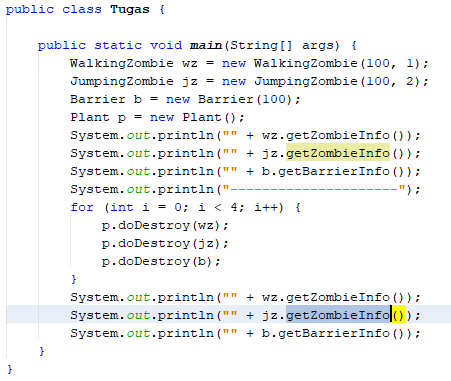 public class Tugas {
public static void main(String[] args) {
WalkingZombie wz = new WalkingZombie(100, 1);
JumpingZombie jz = new JumpingZombie(100, 2);
Barrier b = new Barrier(100);
Plant p = new Plant();
System.out.println("" + wz.getZombieInfo());
System.out.println("" + jz.getZombieInfo());
System.out.println("" + b.getBarrierInfo());
System.out.println("---------------------");
for (int i = 0; i < 4; i++) {
p.doDestroy(wz);
p.doDestroy(jz);
p.doDestroy(b);
}
System.out.println("" + wz.getZombieInfo());
System.out.println("" + jz.getZombieInfo());
System.out.println("" + b.getBarrierInfo());
}
}